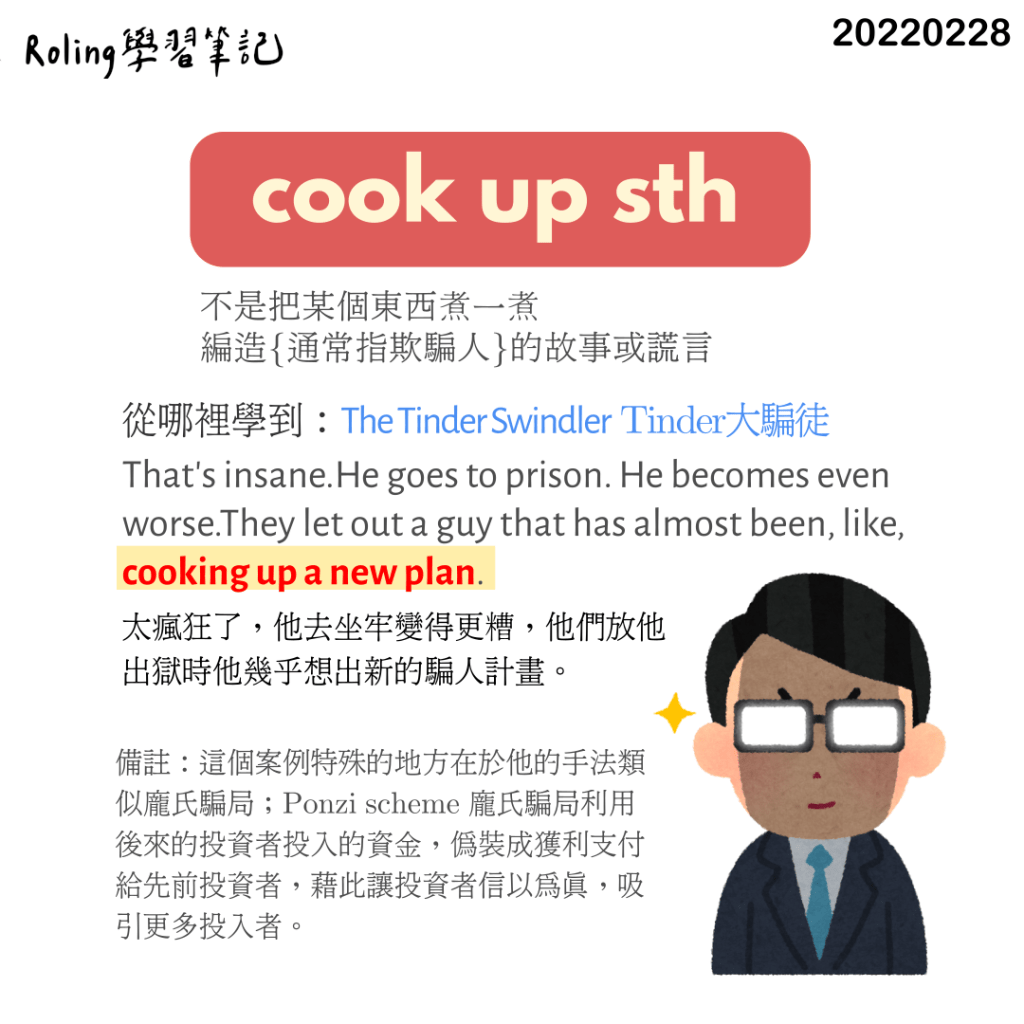 Roling學習筆記
20220228
cook up sth
不是把某個東西煮一煮
編造{通常指欺騙人}的故事或謊言
從哪裡學到：The Tinder Swindler Tinder大騙徒
That's insane.He goes to prison. He becomes even
worse.They let out a guy that has almost been, like,
cooking up a new plan.
太瘋狂了，他去坐牢變得更糟，他們放他
出獄時他幾乎想出新的騙人計畫。
備註：這個案例特殊的地方在於他的手法類
似龐氏騙局；Ponzi scheme 龐氏騙局利用
後來的投資者投入的資金，僞裝成獲利支付
給先前投資者，藉此讓投資者信以爲眞，吸
引更多投入者。